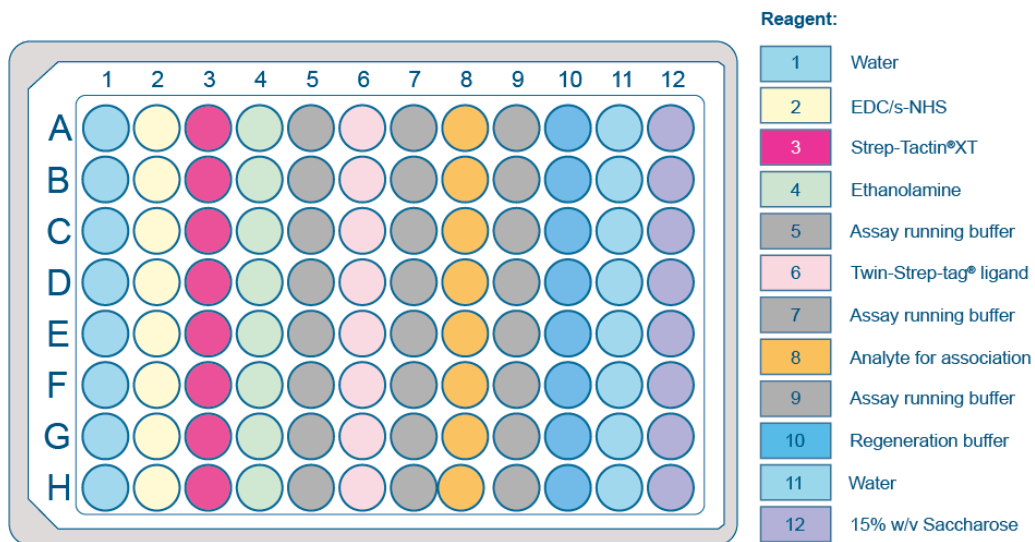 Reagent:
1 2 3 4 5 6 7 8 9 10 11 12
A
B
C
D
E
F
G
H
1 Water
2 EDC/s-NHS
3 Strep-Tactin®XT
4 Ethanolamine
5 Assay running buffer
6 Twin-Strep-tag® ligand
7 Assay running buffer
8 Analyte for association
9 Assay running buffer
10 Regeneration buffer
11 Water
12 15% w/v Saccharose